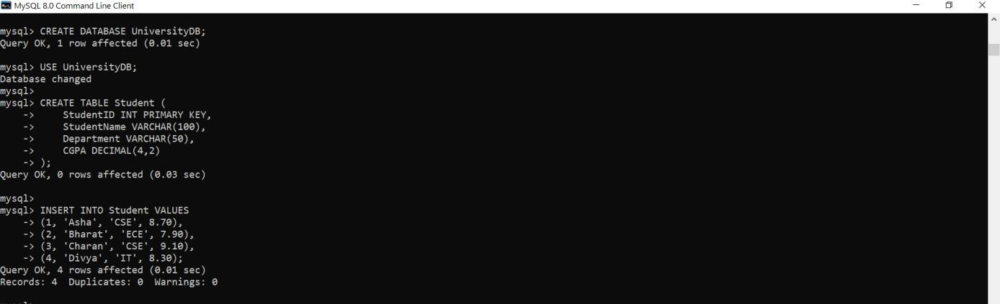 MySQL 8.0 Command Line Client
mysql> CREATE DATABASE UniversityDB;
Query OK, 1 row affected (0.01 sec)
mysql> USE UniversityDB;
Database changed
mysql>
mysql> CREATE TABLE Student (
    ->     StudentID INT PRIMARY KEY,
    ->     StudentName VARCHAR(100),
    ->     Department VARCHAR(50),
    ->     CGPA DECIMAL(4,2)
    -> );
Query OK, 0 rows affected (0.03 sec)
mysql>
mysql> INSERT INTO Student VALUES
    -> (1, 'Asha', 'CSE', 8.70),
    -> (2, 'Bharat', 'ECE', 7.90),
    -> (3, 'Charan', 'CSE', 9.10),
    -> (4, 'Divya', 'IT', 8.30);
Query OK, 4 rows affected (0.01 sec)
Records: 4  Duplicates: 0  Warnings: 0